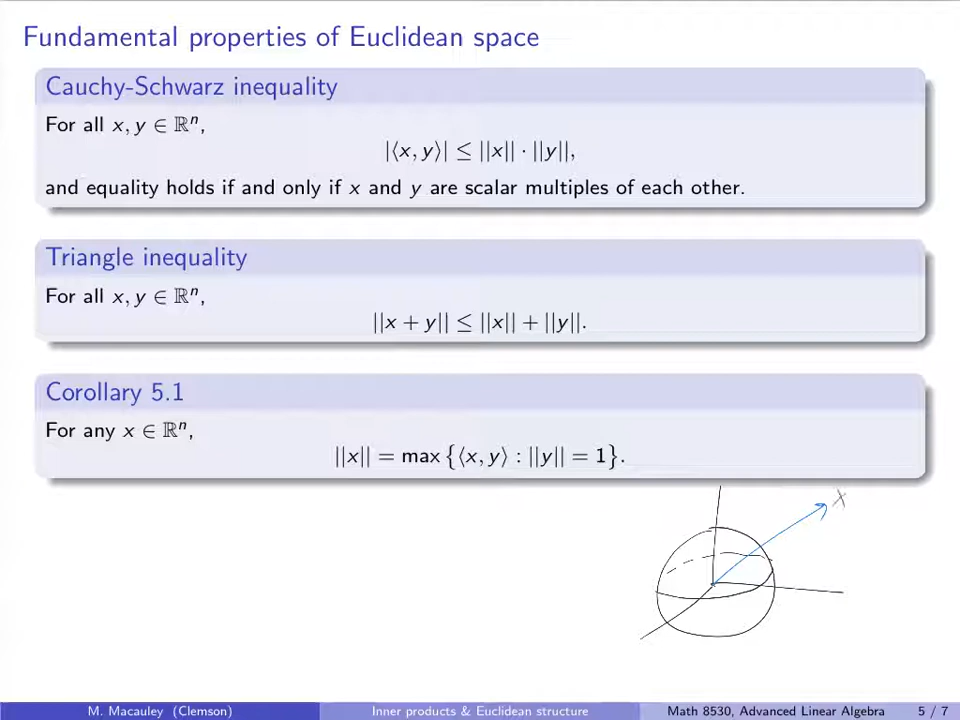 Fundamental properties of Euclidean space
Cauchy-Schwarz inequality
For all x, y ∈ ℝⁿ,
|⟨x, y⟩| ≤ ||x|| · ||y||,
and equality holds if and only if x and y are scalar multiples of each other.
Triangle inequality
For all x, y ∈ ℝⁿ,
||x + y|| ≤ ||x|| + ||y||.
Corollary 5.1
For any x ∈ ℝⁿ,
||x|| = max {⟨x, y⟩ : ||y|| = 1}.
X
M. Macauley (Clemson) Inner products & Euclidean structure Math 8530, Advanced Linear Algebra 5 / 7